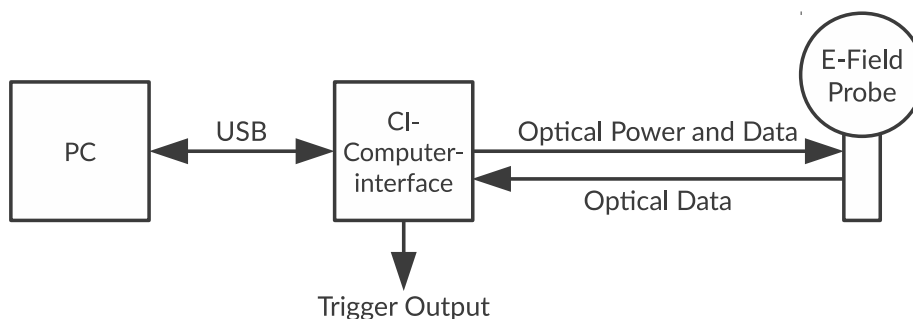 PC
USB
CI-
Computer-
interface
Optical Power and Data
Optical Data
E-Field
Probe
Trigger Output